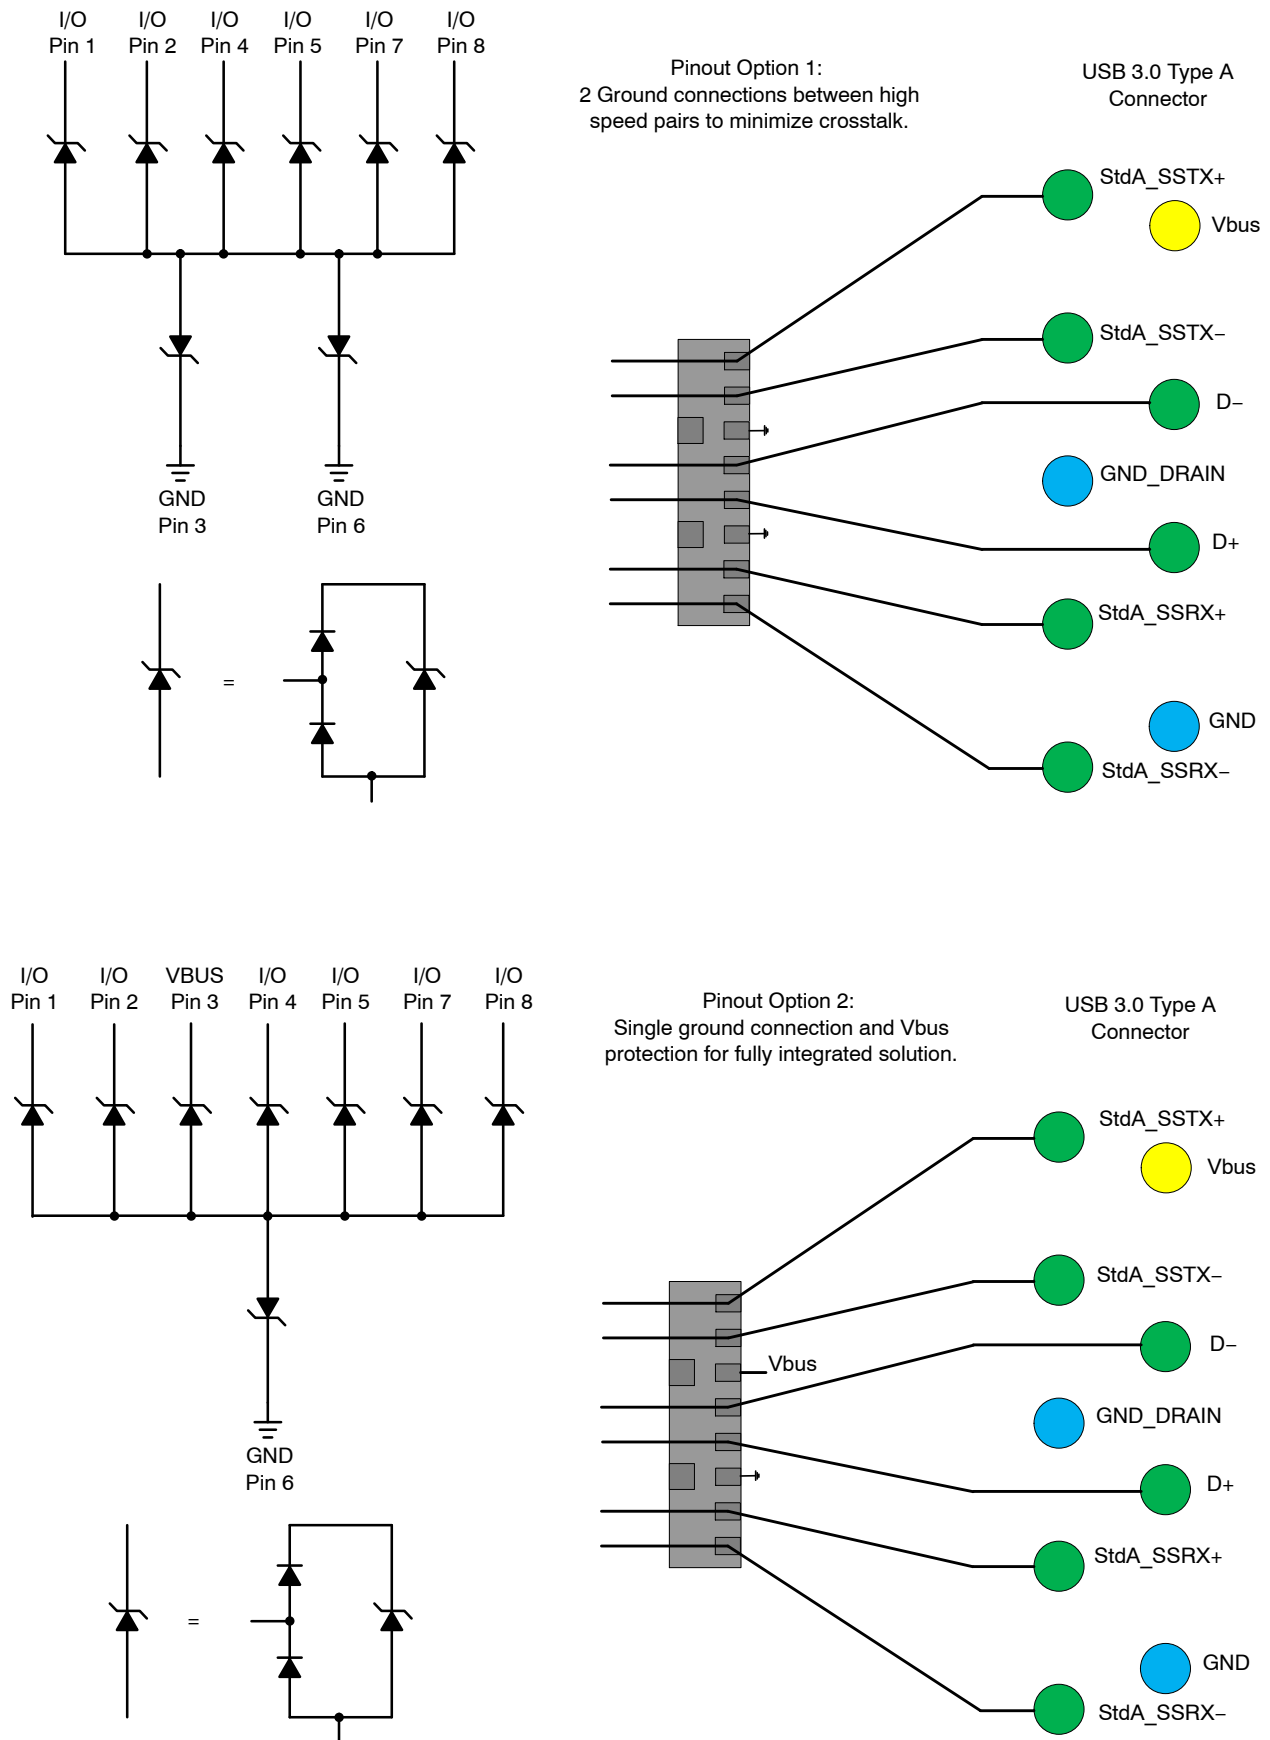 I/O
Pin 1
I/O
Pin 2
I/O
Pin 4
I/O
Pin 5
I/O
Pin 7
I/O
Pin 8
GND
Pin 3
GND
Pin 6
=
Pinout Option 1:
2 Ground connections between high
speed pairs to minimize crosstalk.
USB 3.0 Type A
Connector
StdA_SSTX+
Vbus
StdA_SSTX−
D−
GND_DRAIN
D+
StdA_SSRX+
GND
StdA_SSRX−
I/O
Pin 1
I/O
Pin 2
VBUS
Pin 3
I/O
Pin 4
I/O
Pin 5
I/O
Pin 7
I/O
Pin 8
GND
Pin 6
=
Pinout Option 2:
Single ground connection and Vbus
protection for fully integrated solution.
USB 3.0 Type A
Connector
Vbus
StdA_SSTX+
Vbus
StdA_SSTX−
D−
GND_DRAIN
D+
StdA_SSRX+
GND
StdA_SSRX−